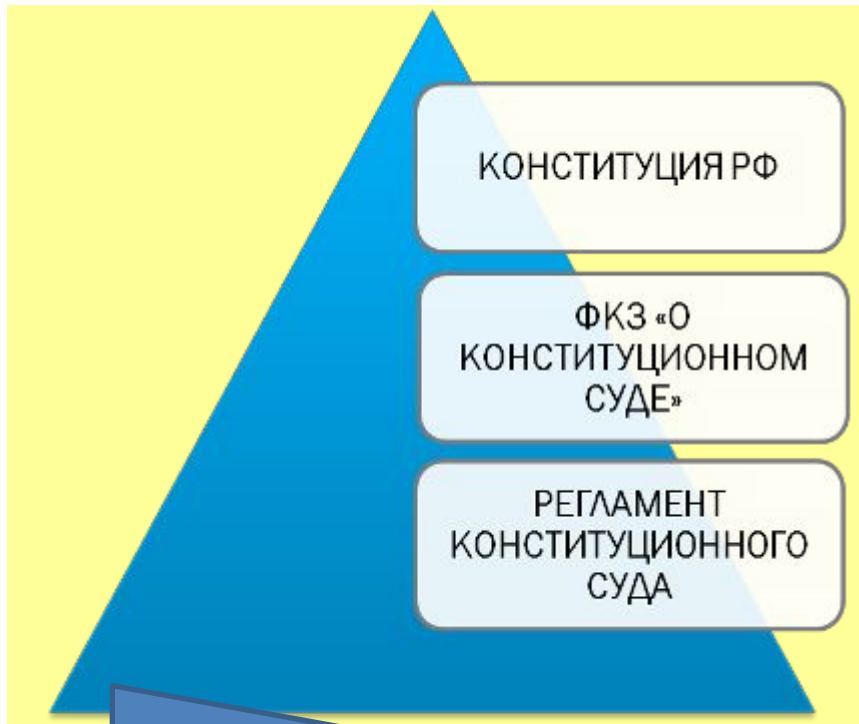 КОНСТИТУЦИЯ РФ
ФКЗ «О
КОНСТИТУЦИОННОМ
СУДЕ»
РЕГЛАМЕНТ
КОНСТИТУЦИОННОГО
СУДА